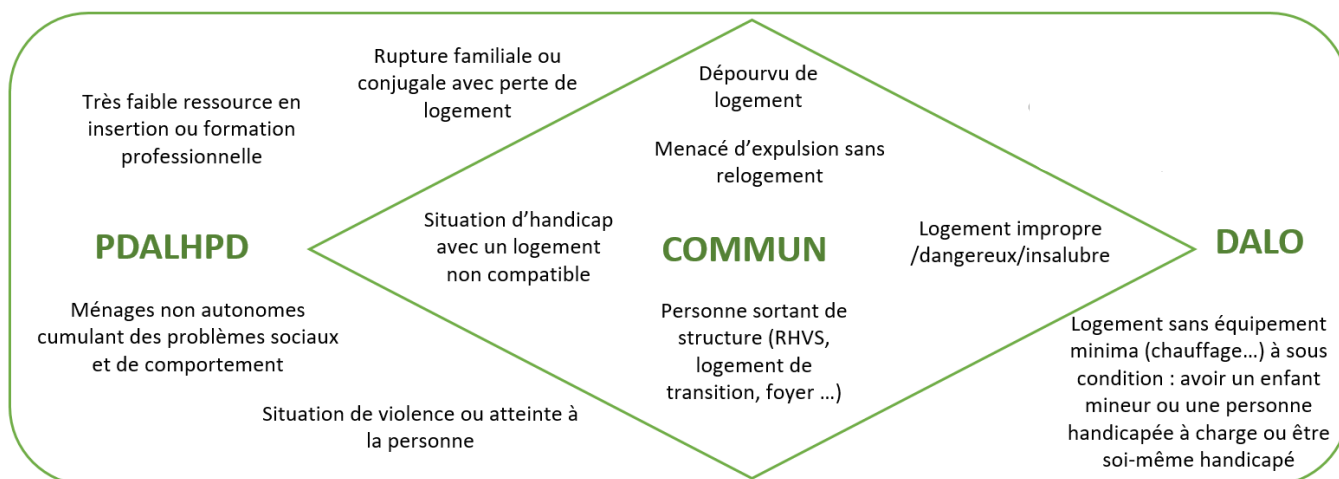 Rupture familiale ou
conjugale avec perte de
logement
Très faible ressource en
insertion ou formation
professionnelle
PDALHPD
Ménages non autonomes
cumulant des problèmes sociaux
et de comportement
Situation de violence ou atteinte à
la personne
Dépourvu de
logement
Menacé d’expulsion sans
relogement
Situation d’handicap
avec un logement
non compatible
COMMUN
Logement impropre
/dangereux/insalubre
Personne sortant de
structure (RHVS,
logement de
transition, foyer …)
DALO
Logement sans équipement
minima (chauffage…) à sous
condition : avoir un enfant
mineur ou une personne
handicapée à charge ou être
soi-même handicapé